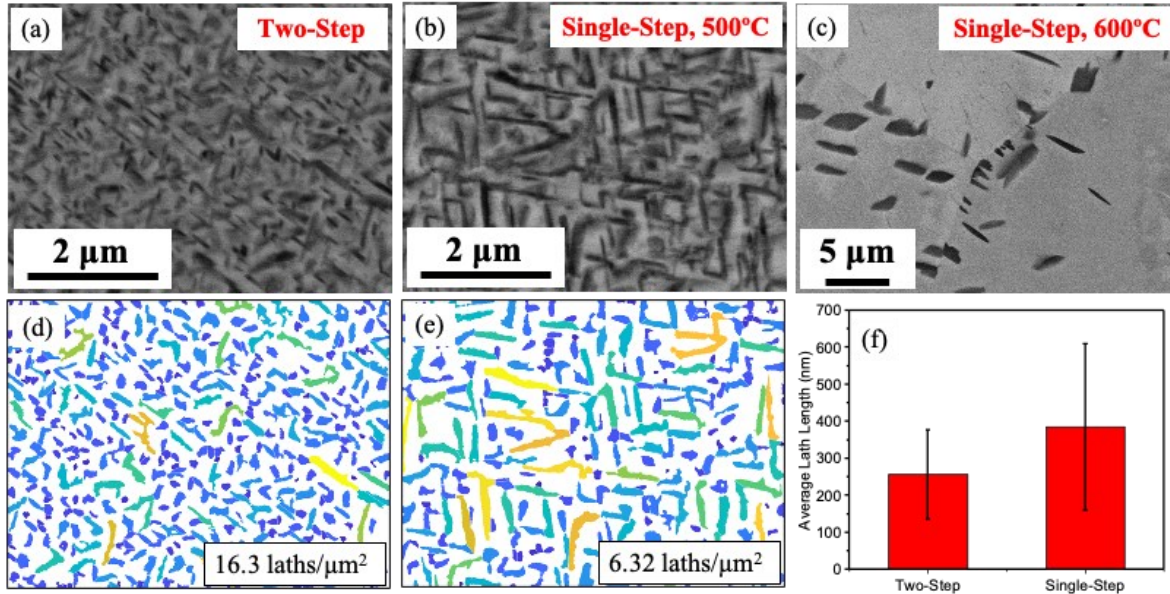 (a) Two-Step
2 µm
(b) Single-Step, 500ºC
2 µm
(c) Single-Step, 600ºC
5 µm
(d)
16.3 laths/µm²
(e)
6.32 laths/µm²
(f)
Average Lath Length (nm)
700
600
500
400
300
200
100
0
Two-Step Single-Step